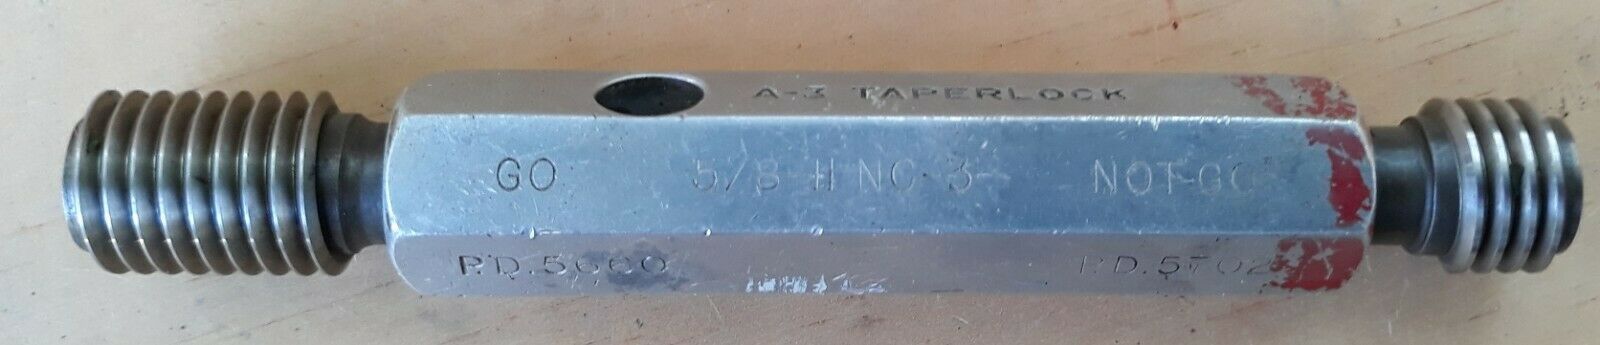 A-3 TAPERLOCK
GO 5/8-11 NC-3 NOT GO
P.D. .5660 P.D. .5702